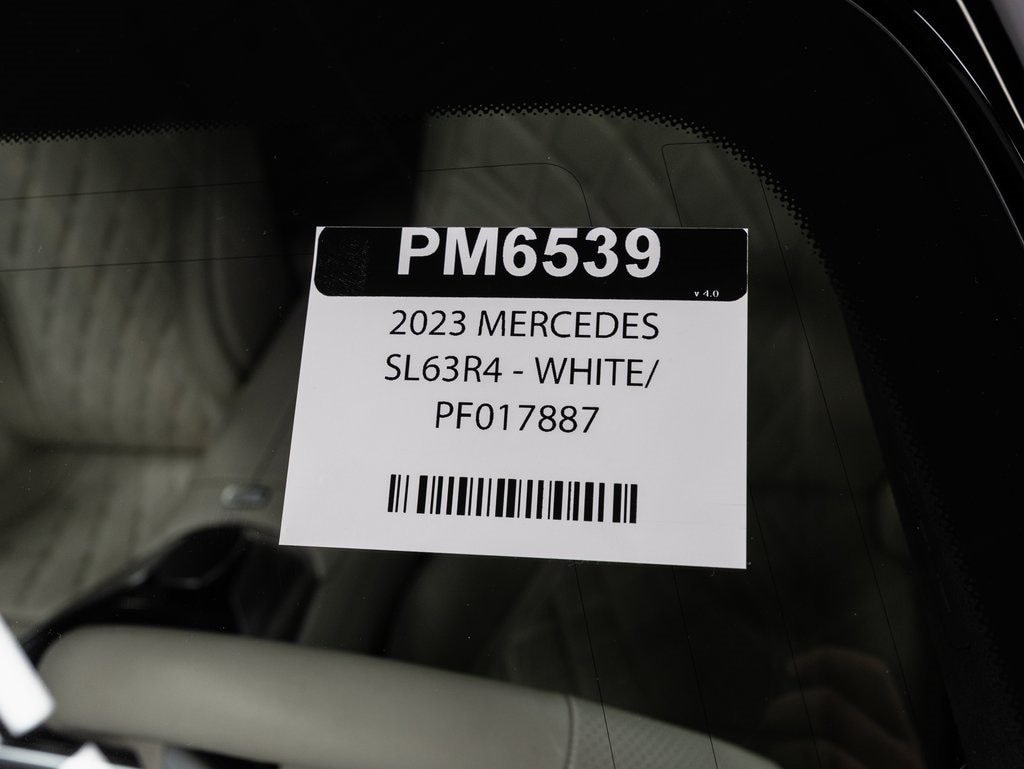 PM6539
v 4.0
2023 MERCEDES
SL63R4 - WHITE/
PF017887